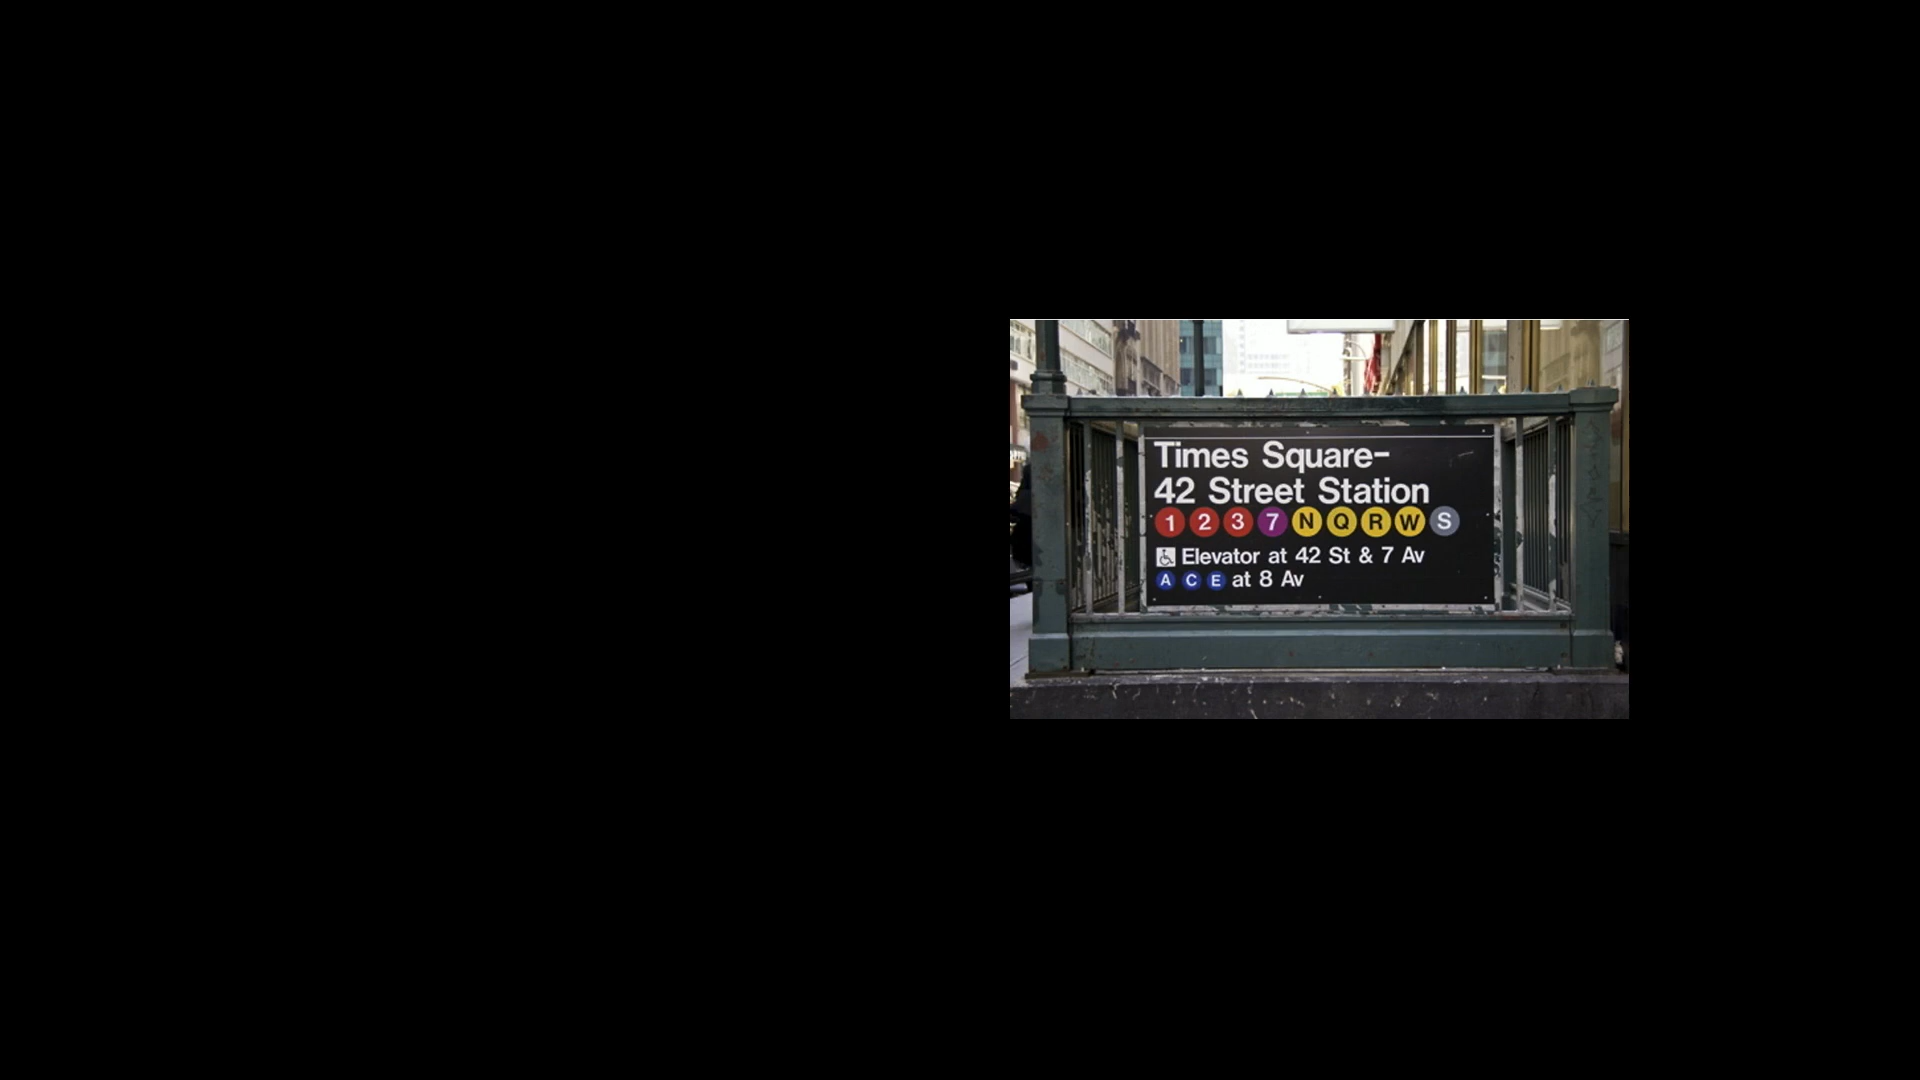 Times Square-
42 Street Station
1 2 3 7 N Q R W S
Elevator at 42 St & 7 Av
A C E at 8 Av